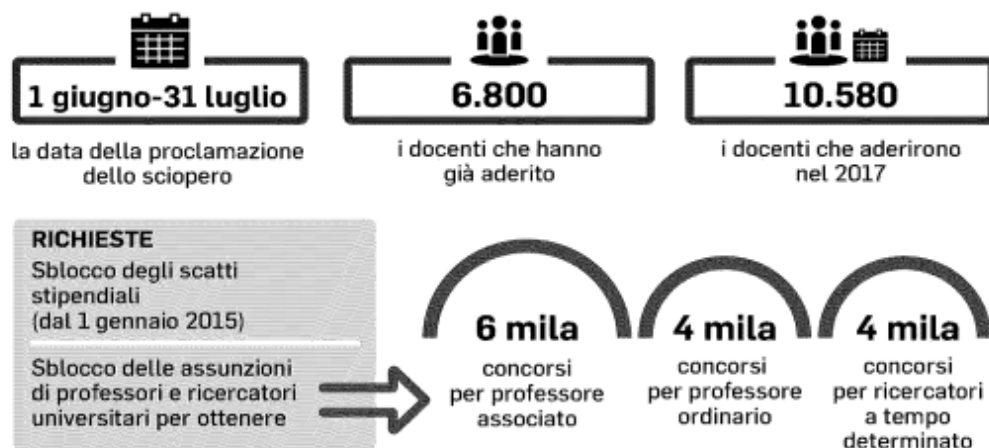 1 giugno-31 luglio
la data della proclamazione
dello sciopero
6.800
i docenti che hanno
già aderito
10.580
i docenti che aderirono
nel 2017
RICHIESTE
Sblocco degli scatti
stipendiali
(dal 1 gennaio 2015)
Sblocco delle assunzioni
di professori e ricercatori
universitari per ottenere
6 mila
concorsi
per professore
associato
4 mila
concorsi
per professore
ordinario
4 mila
concorsi
per ricercatori
a tempo
determinato